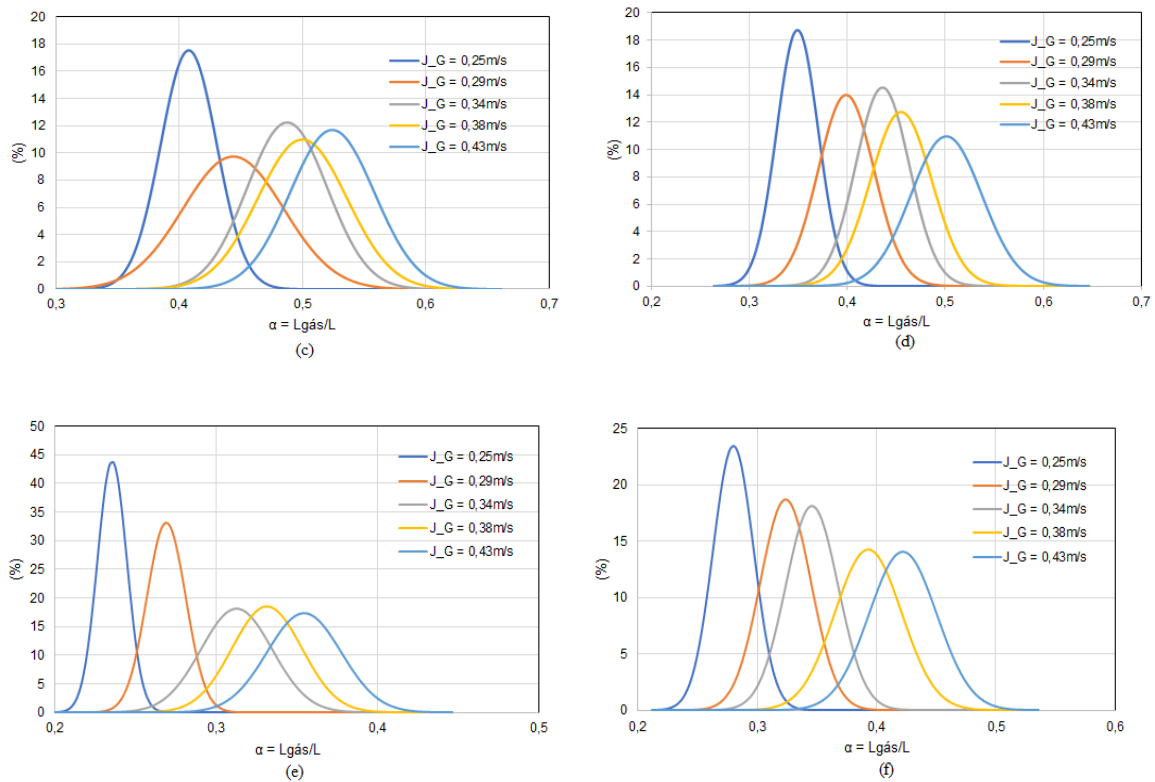 20
18
16
14
12
10
8
6
4
2
0
(%)
0,3
0,4
0,5
0,6
0,7
J_G = 0,25m/s
J_G = 0,29m/s
J_G = 0,34m/s
J_G = 0,38m/s
J_G = 0,43m/s
α = Lgás/L
(c)
20
18
16
14
12
10
8
6
4
2
0
(%)
0,2
0,3
0,4
0,5
0,6
0,7
J_G = 0,25m/s
J_G = 0,29m/s
J_G = 0,34m/s
J_G = 0,38m/s
J_G = 0,43m/s
α = Lgás/L
(d)
50
45
40
35
30
25
20
15
10
5
0
(%)
0,2
0,3
0,4
0,5
J_G = 0,25m/s
J_G = 0,29m/s
J_G = 0,34m/s
J_G = 0,38m/s
J_G = 0,43m/s
α = Lgás/L
(e)
25
20
15
10
5
0
(%)
0,2
0,3
0,4
0,5
0,6
J_G = 0,25m/s
J_G = 0,29m/s
J_G = 0,34m/s
J_G = 0,38m/s
J_G = 0,43m/s
α = Lgás/L
(f)